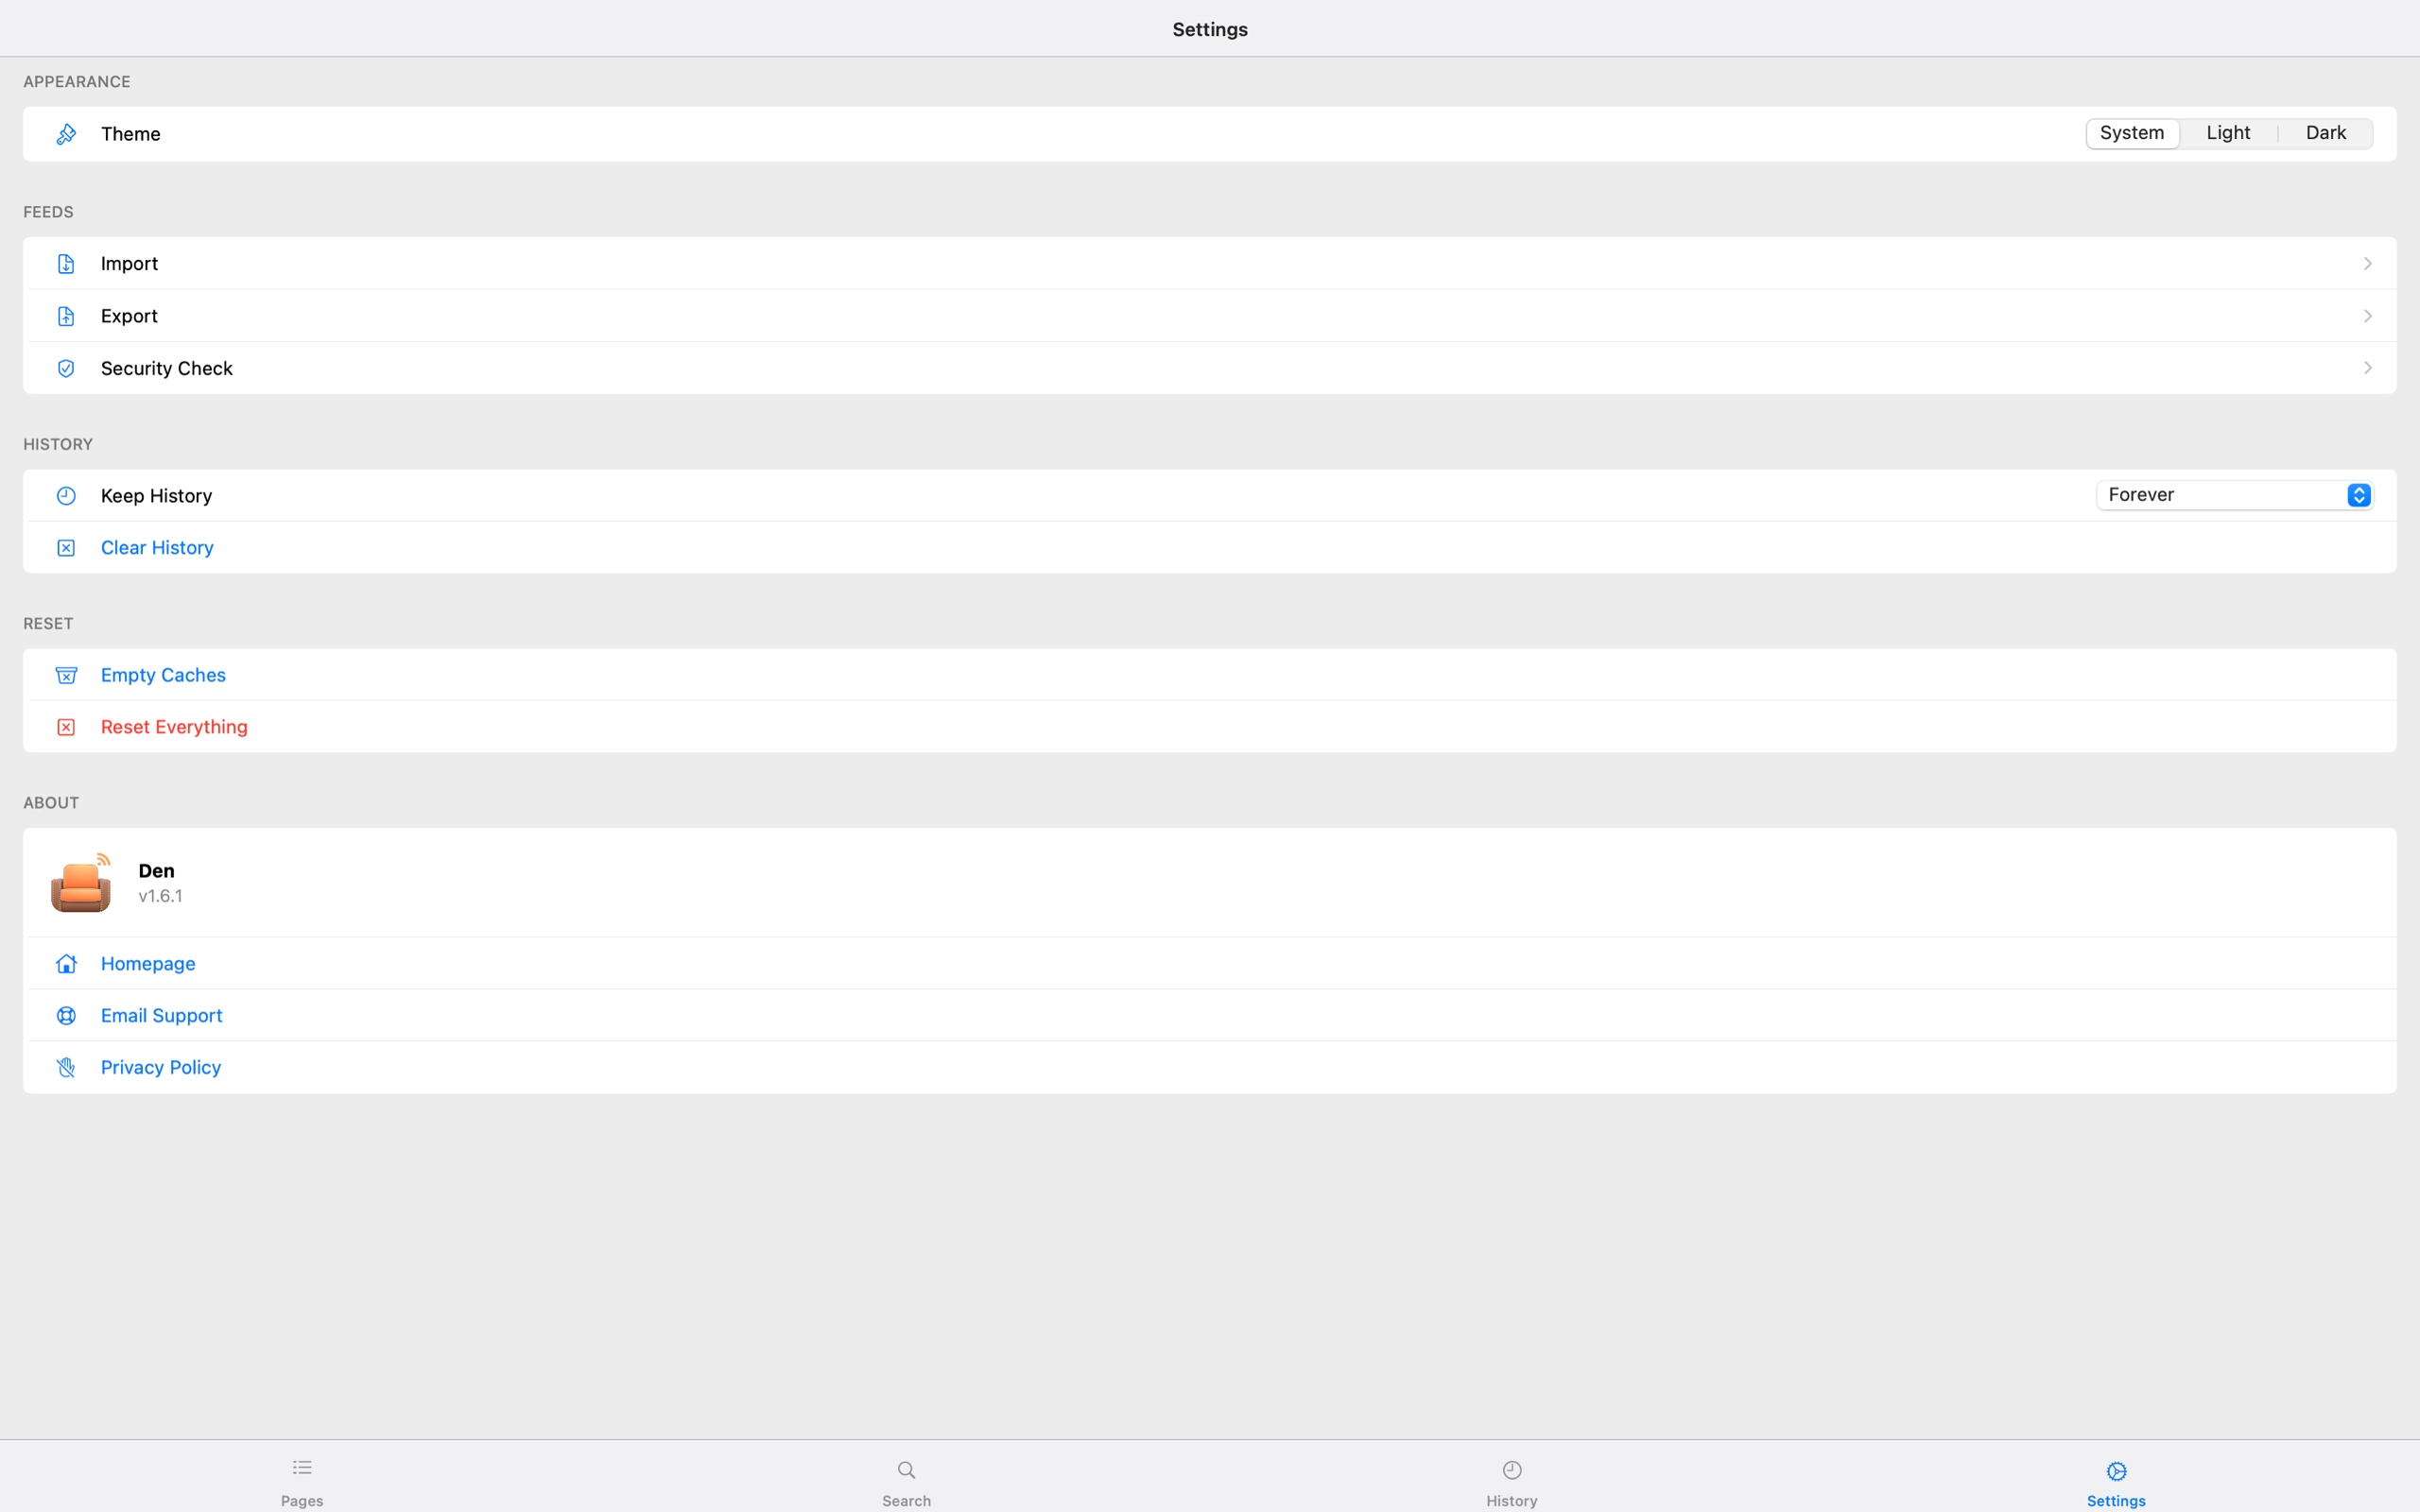 Settings
APPEARANCE
Theme
System Light Dark
FEEDS
Import
Export
Security Check
HISTORY
Keep History
Forever
Clear History
RESET
Empty Caches
Reset Everything
ABOUT
Den
v1.6.1
Homepage
Email Support
Privacy Policy
Pages Search History Settings